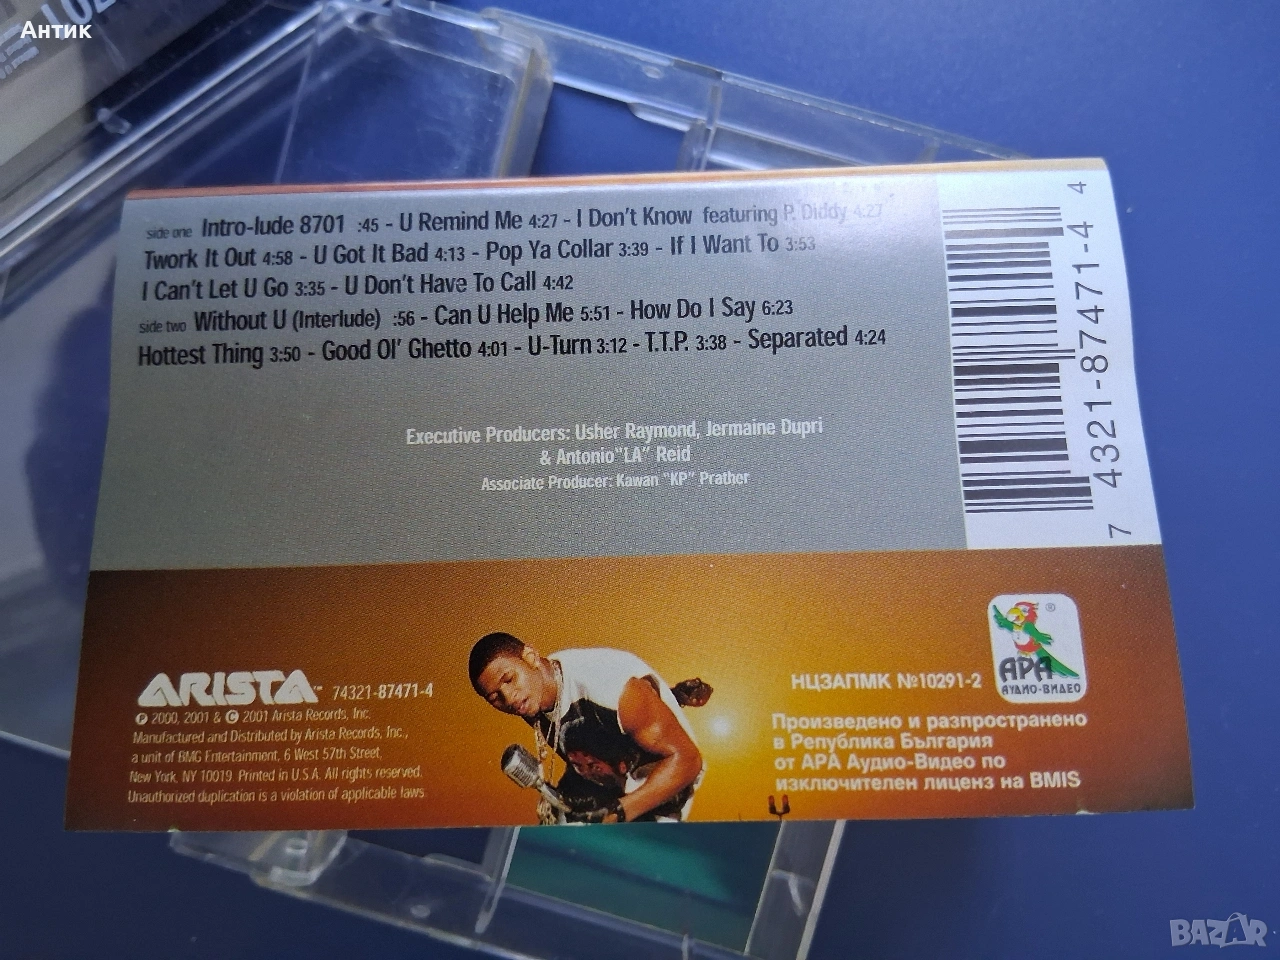 Антик
side one Intro-lude 8701 :45 - U Remind Me 4:27 - I Don't Know featuring P. Diddy 4:27
Twork It Out 4:58 - U Got It Bad 4:13 - Pop Ya Collar 3:39 - If I Want To 3:53
I Can't Let U Go 3:35 - U Don't Have To Call 4:42
side two Without U (Interlude) :56 - Can U Help Me 5:51 - How Do I Say 6:23
Hottest Thing 3:50 - Good Ol' Ghetto 4:01 - U-Turn 3:12 - T.T.P. 3:38 - Separated 4:24
Executive Producers: Usher Raymond, Jermaine Dupri
& Antonio "LA" Reid
Associate Producer: Kawan "KP" Prather
7 4321-87471-4 4
ARISTA™ 74321-87471-4
℗ 2000, 2001 & © 2001 Arista Records, Inc.
Manufactured and Distributed by Arista Records, Inc.,
a unit of BMG Entertainment, 6 West 57th Street,
New York, NY 10019. Printed in U.S.A. All rights reserved.
Unauthorized duplication is a violation of applicable laws.
НЦЗАПМК №10291-2
®
АРА
АУДИО-ВИДЕО
Произведено и разпространено
в Република България
от АРА Аудио-Видео по
изключителен лиценз на BMIS
BAZAR